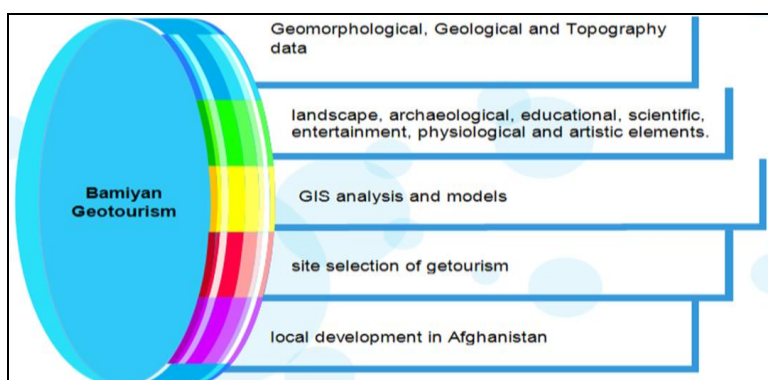 Geomorphological, Geological and Topography
data
landscape, archaeological, educational, scientific,
entertainment, physiological and artistic elements.
Bamiyan
Geotourism
GIS analysis and models
site selection of getourism
local development in Afghanistan